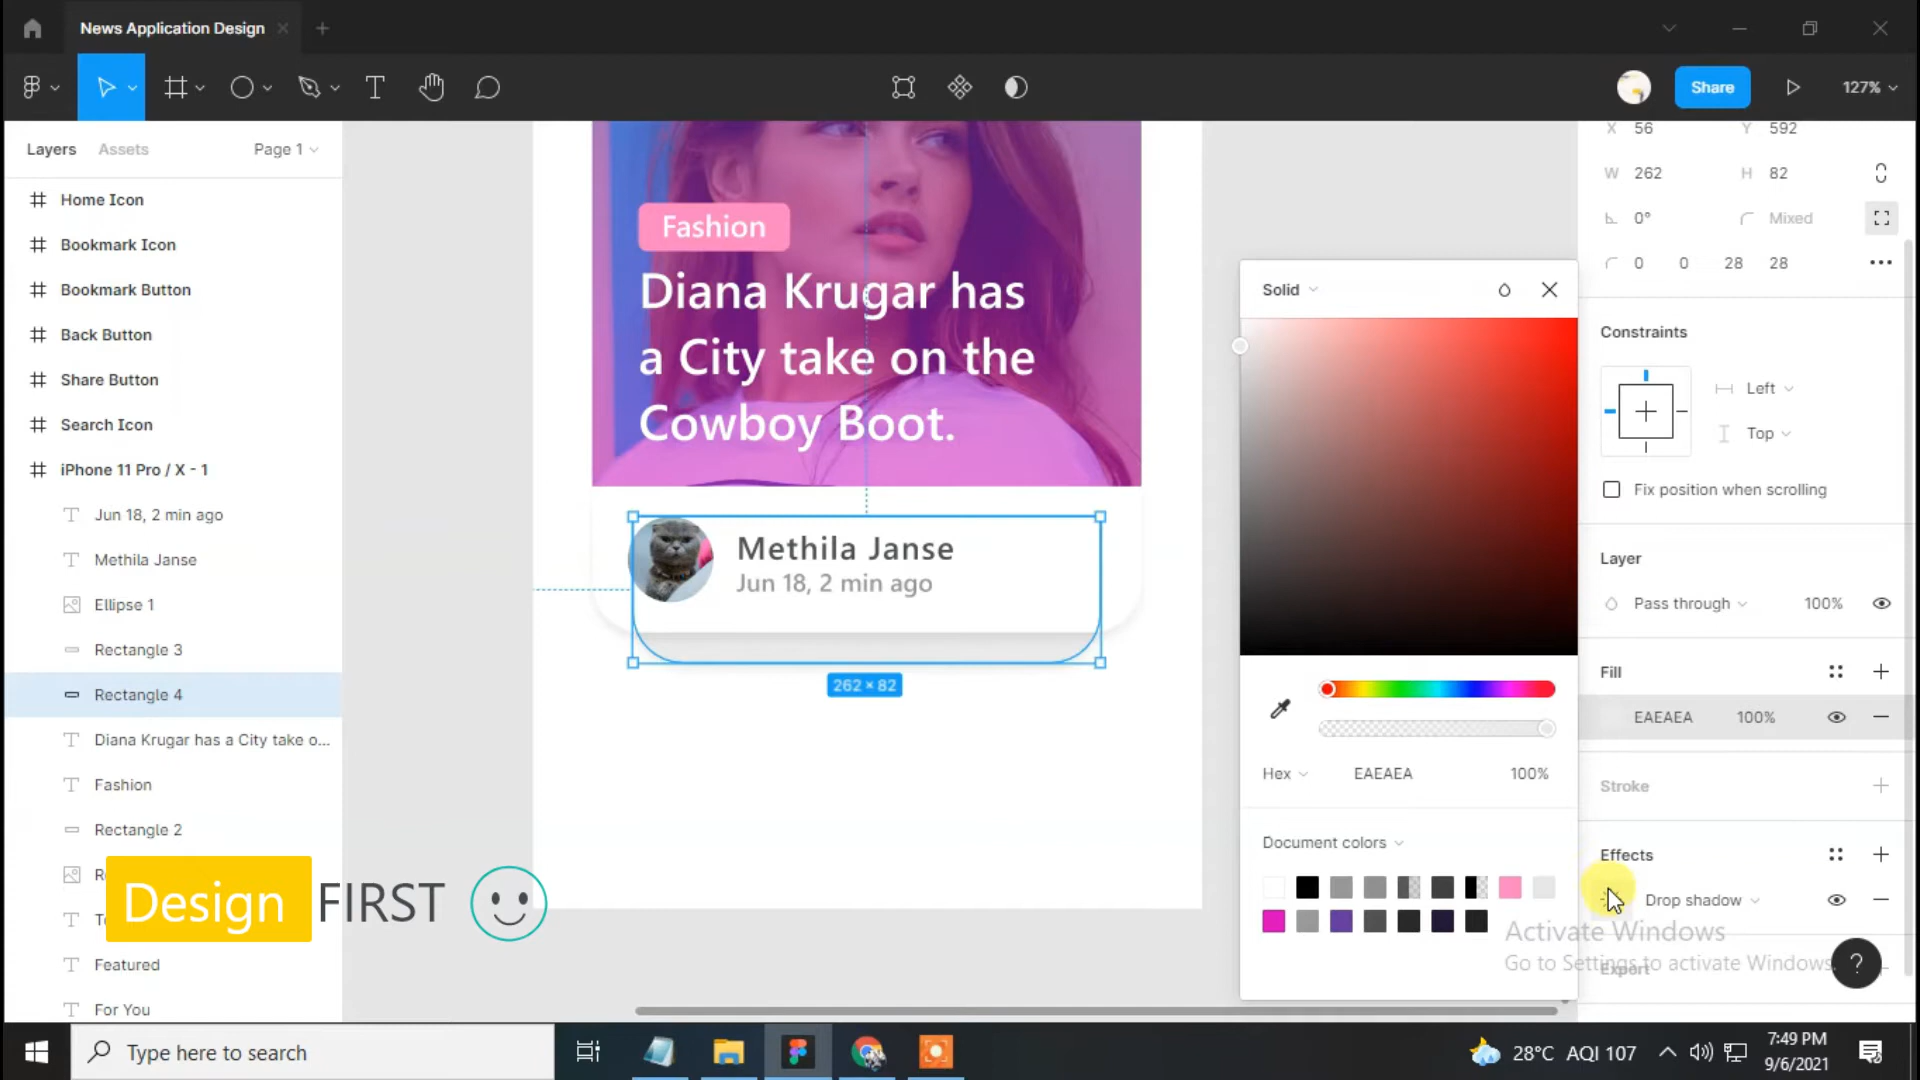 News Application Design
Share
127%
Layers
Assets
Page 1
Home Icon
Bookmark Icon
Bookmark Button
Back Button
Share Button
Search Icon
iPhone 11 Pro / X - 1
Jun 18, 2 min ago
Methila Janse
Ellipse 1
Rectangle 3
Rectangle 4
Diana Krugar has a City take o...
Fashion
Rectangle 2
Featured
For You
Design FIRST
Fashion
Diana Krugar has
a City take on the
Cowboy Boot.
Methila Janse
Jun 18, 2 min ago
262 × 82
Solid
Hex EAEAEA 100%
Document colors
X 56 Y 592
W 262 H 82
0° Mixed
0 0 28 28
Constraints
Left
Top
Fix position when scrolling
Layer
Pass through 100%
Fill
EAEAEA 100%
Stroke
Effects
Drop shadow
Export
Activate Windows
Go to Settings to activate Windows.
?
Type here to search
28°C AQI 107
7:49 PM
9/6/2021